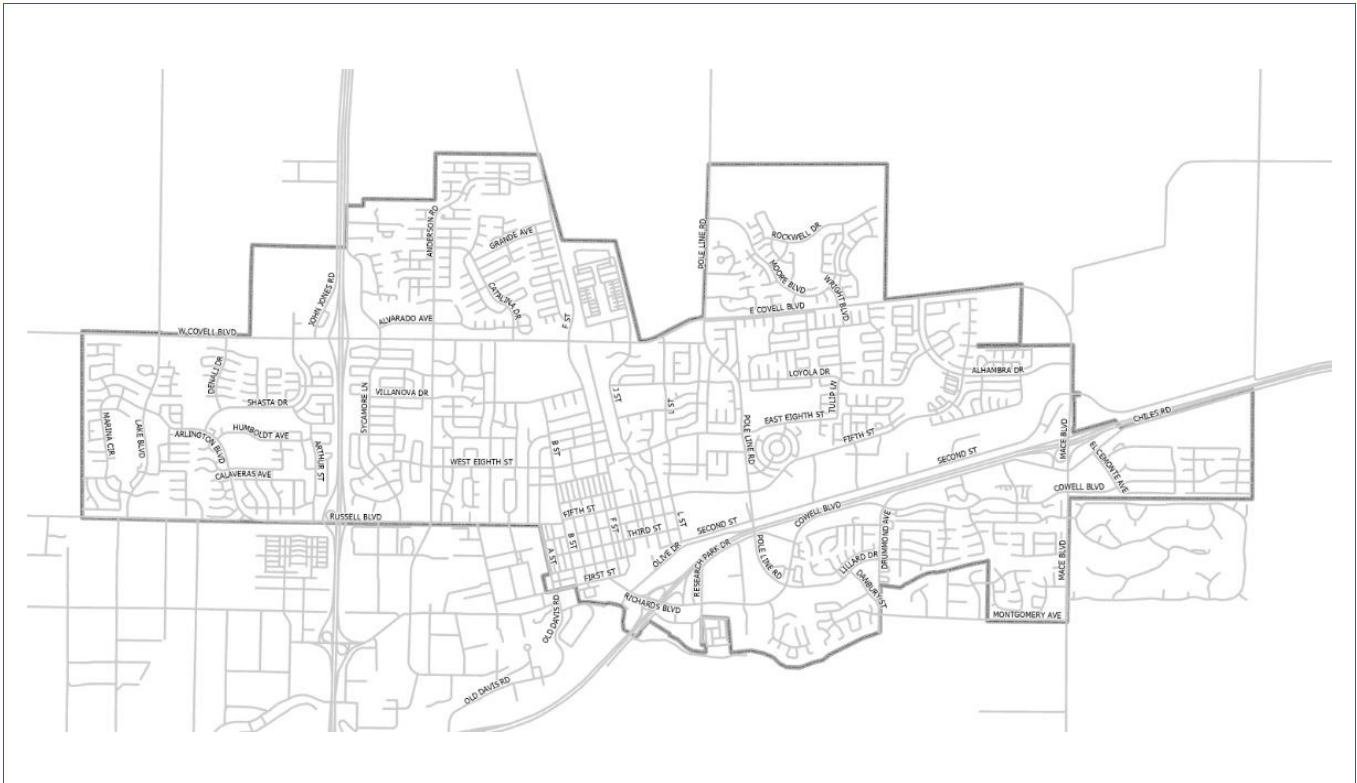 GRANDE AVE
ANDERSON RD
POLE LINE RD
ROCKWELL DR
MOORE BLVD
WRIGHT BLVD
JOHN JONES RD
CATALINA DR
E COVELL BLVD
ALVARADO AVE
F ST
W COVELL BLVD
DENALI DR
LOYOLA DR
ALHAMBRA DR
SYCAMORE LN
VILLANOVA DR
J ST
L ST
TULIP LN
SHASTA DR
CHILES RD
MARINA CIR
LAKE BLVD
ARLINGTON BLVD
HUMBOLDT AVE
ARTHUR ST
B ST
POLE LINE RD
EAST EIGHTH ST
FIFTH ST
MACE BLVD
EL CEMONTE AVE
CALAVERAS AVE
WEST EIGHTH ST
SECOND ST
COWELL BLVD
RUSSELL BLVD
FIFTH ST
F ST
THIRD ST
L ST
SECOND ST
COWELL BLVD
A ST
B ST
OLIVE DR
RESEARCH PARK DR
POLE LINE RD
LILLARD DR
DRUMMOND AVE
DANBURY ST
MACE BLVD
FIRST ST
RICHARDS BLVD
OLD DAVIS RD
MONTGOMERY AVE
OLD DAVIS RD